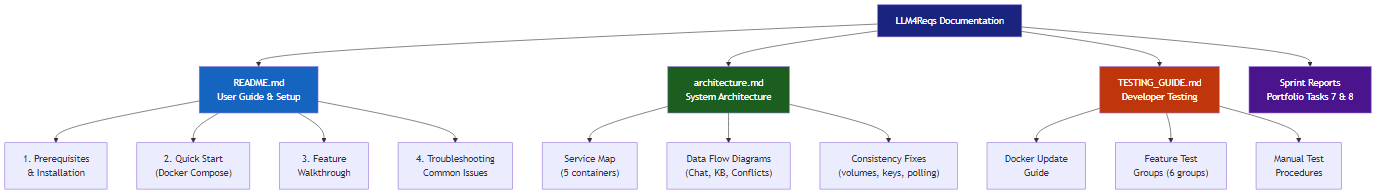 LLM4Reqs Documentation
README.md
User Guide & Setup
architecture.md
System Architecture
TESTING_GUIDE.md
Developer Testing
Sprint Reports
Portfolio Tasks 7 & 8
1. Prerequisites
& Installation
2. Quick Start
(Docker Compose)
3. Feature
Walkthrough
4. Troubleshooting
Common Issues
Service Map
(5 containers)
Data Flow Diagrams
(Chat, KB, Conflicts)
Consistency Fixes
(volumes, keys, polling)
Docker Update
Guide
Feature Test
Groups (6 groups)
Manual Test
Procedures